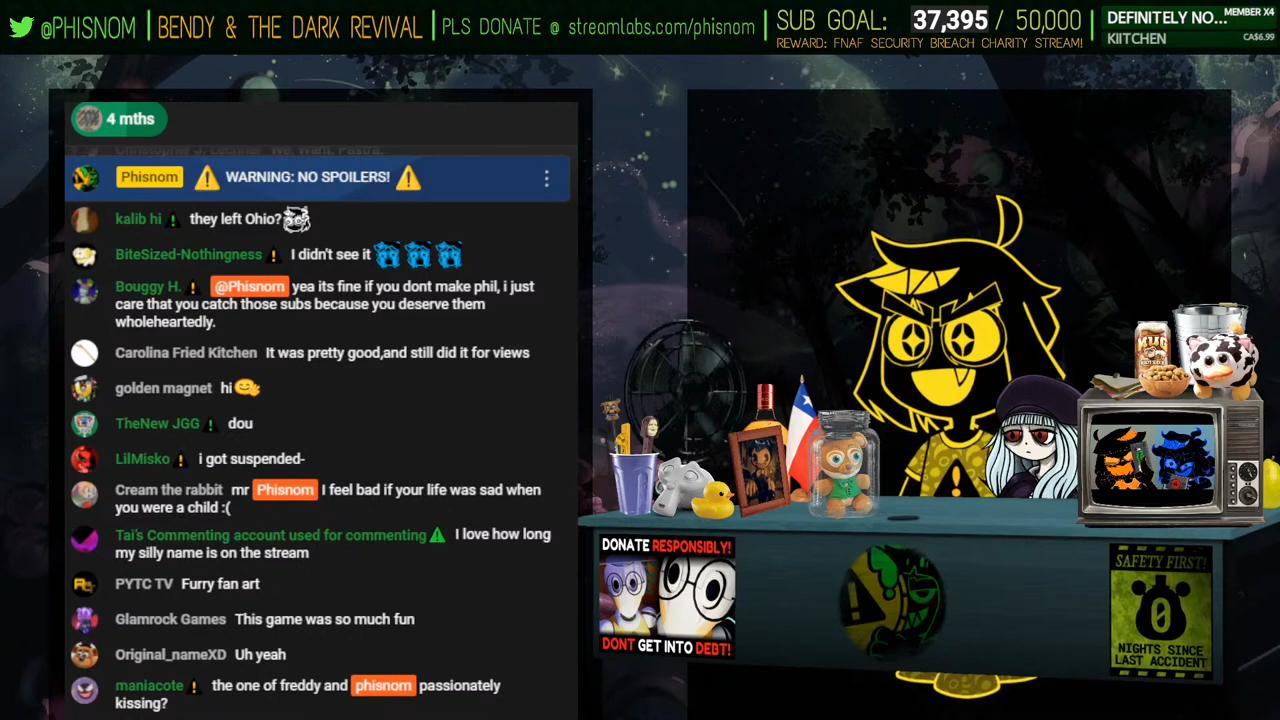 @PHISNOM
BENDY & THE DARK REVIVAL
PLS DONATE @ streamlabs.com/phisnom
SUB GOAL: 37,395 / 50,000
REWARD: FNAF SECURITY BREACH CHARITY STREAM!
DEFINITELY NO... MEMBER X4
KIITCHEN CA$6.99
4 mths
Phisnom WARNING: NO SPOILERS!
kalib hi they left Ohio?
BiteSized-Nothingness I didn't see it
Bouggy H. @Phisnom yea its fine if you dont make phil, i just
care that you catch those subs because you deserve them
wholeheartedly.
Carolina Fried Kitchen It was pretty good,and still did it for views
golden magnet hi
TheNew JGG dou
LilMisko i got suspended-
Cream the rabbit mr Phisnom I feel bad if your life was sad when
you were a child :(
Tai's Commenting account used for commenting I love how long
my silly name is on the stream
PYTC TV Furry fan art
Glamrock Games This game was so much fun
Original_nameXD Uh yeah
maniacote the one of freddy and phisnom passionately
kissing?
MUG
DONATE RESPONSIBLY!
DONT GET INTO DEBT!
SAFETY FIRST!
0
NIGHTS SINCE
LAST ACCIDENT